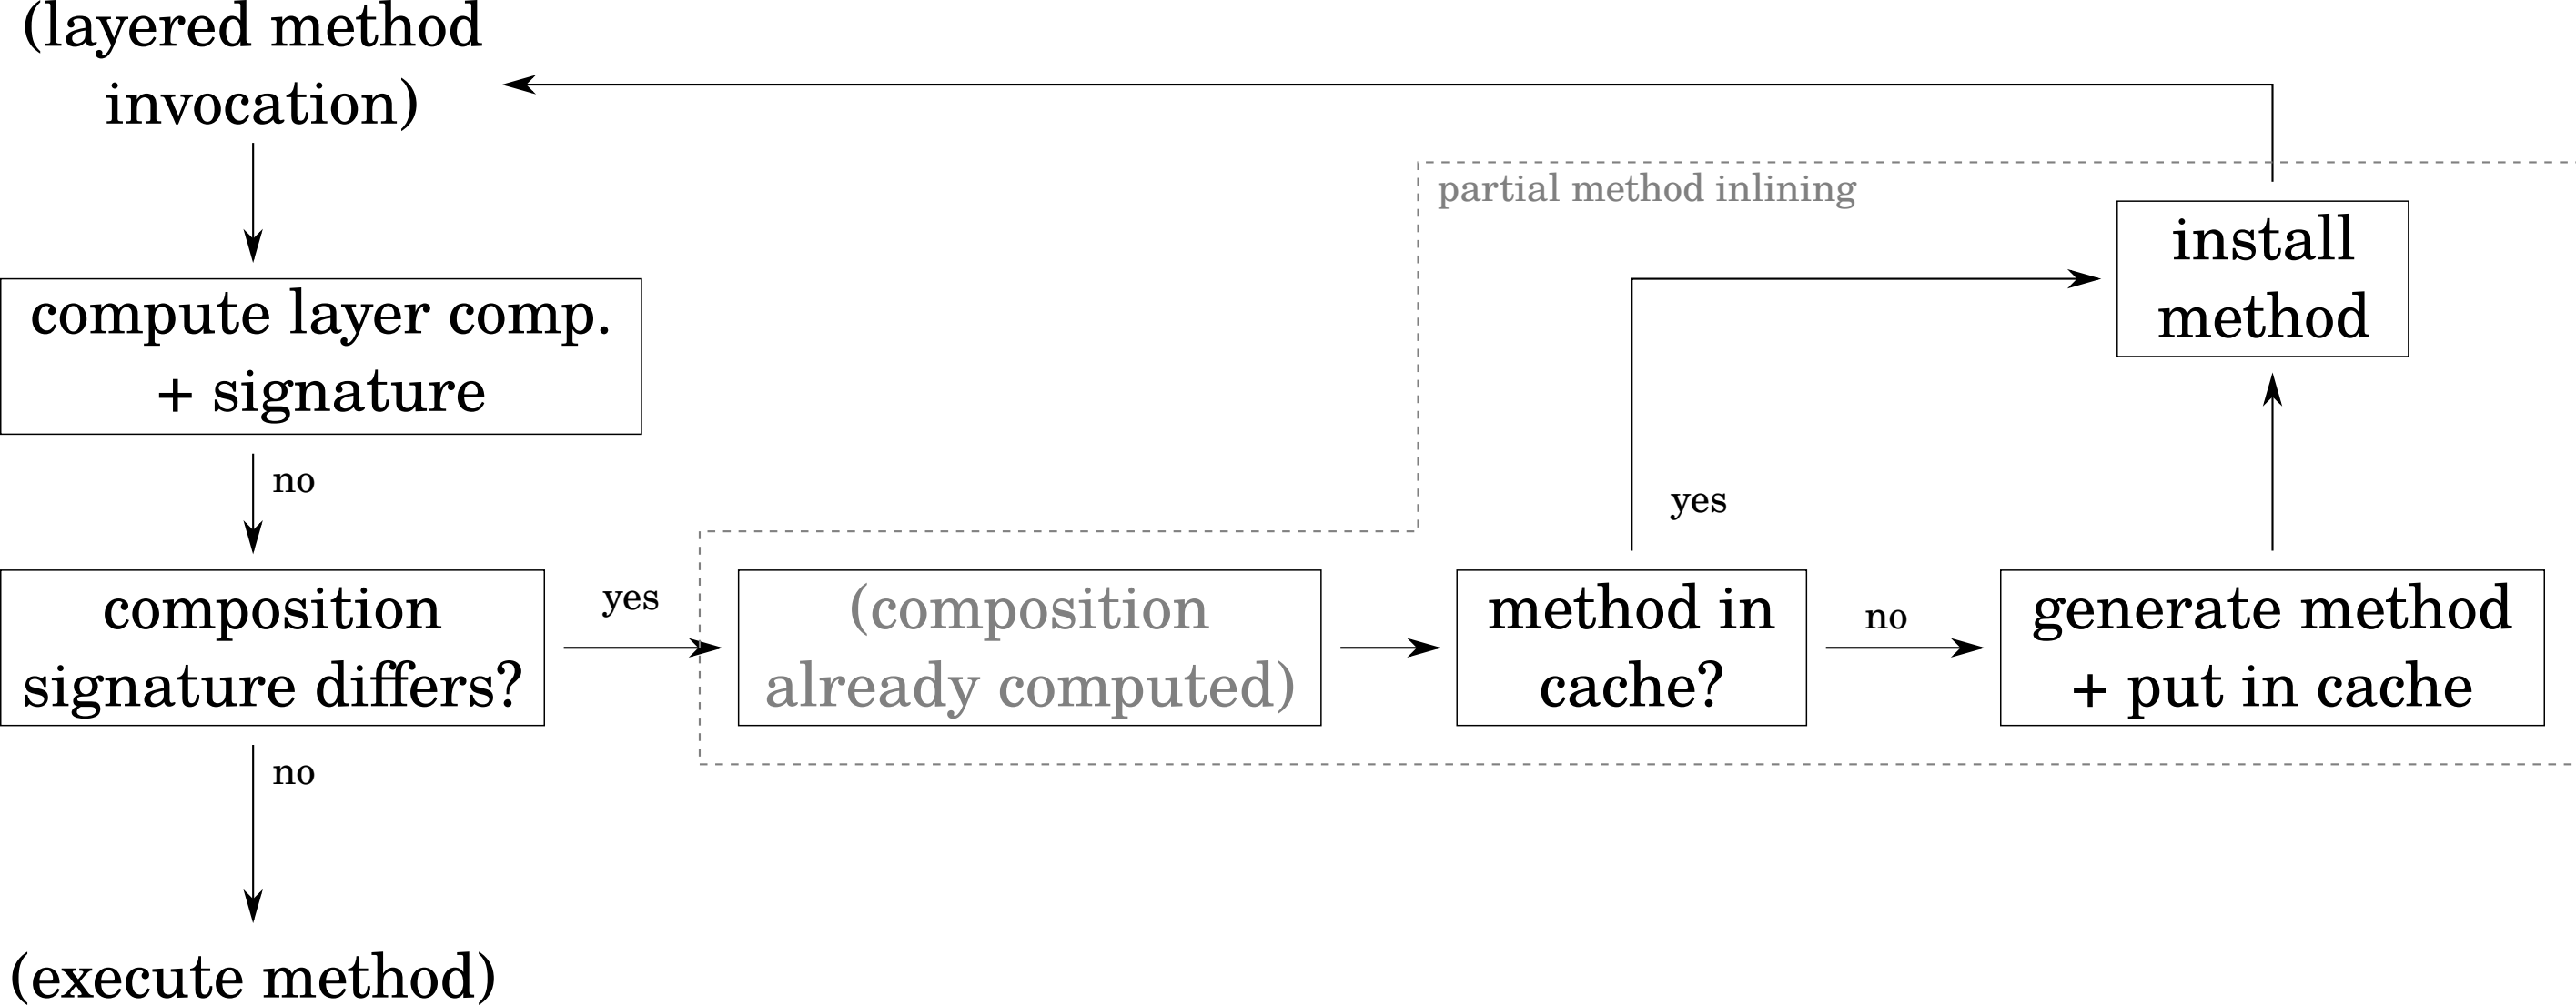 (layered method
invocation)
partial method inlining
install
method
compute layer comp.
+ signature
no
yes
composition
signature differs?
yes
(composition
already computed)
method in
cache?
no
generate method
+ put in cache
no
(execute method)